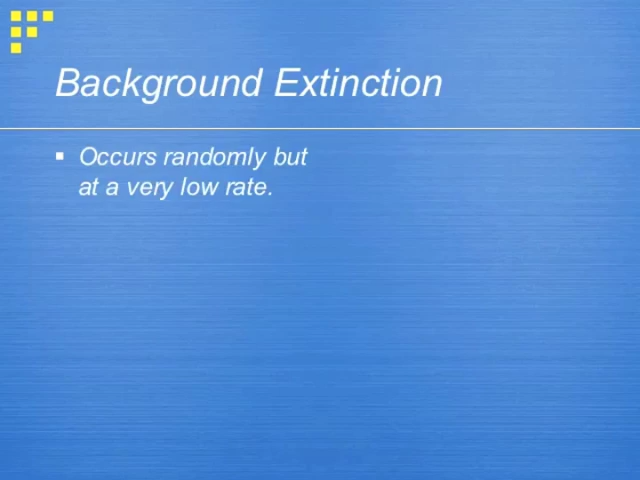 Background Extinction
▪ Occurs randomly but
at a very low rate.